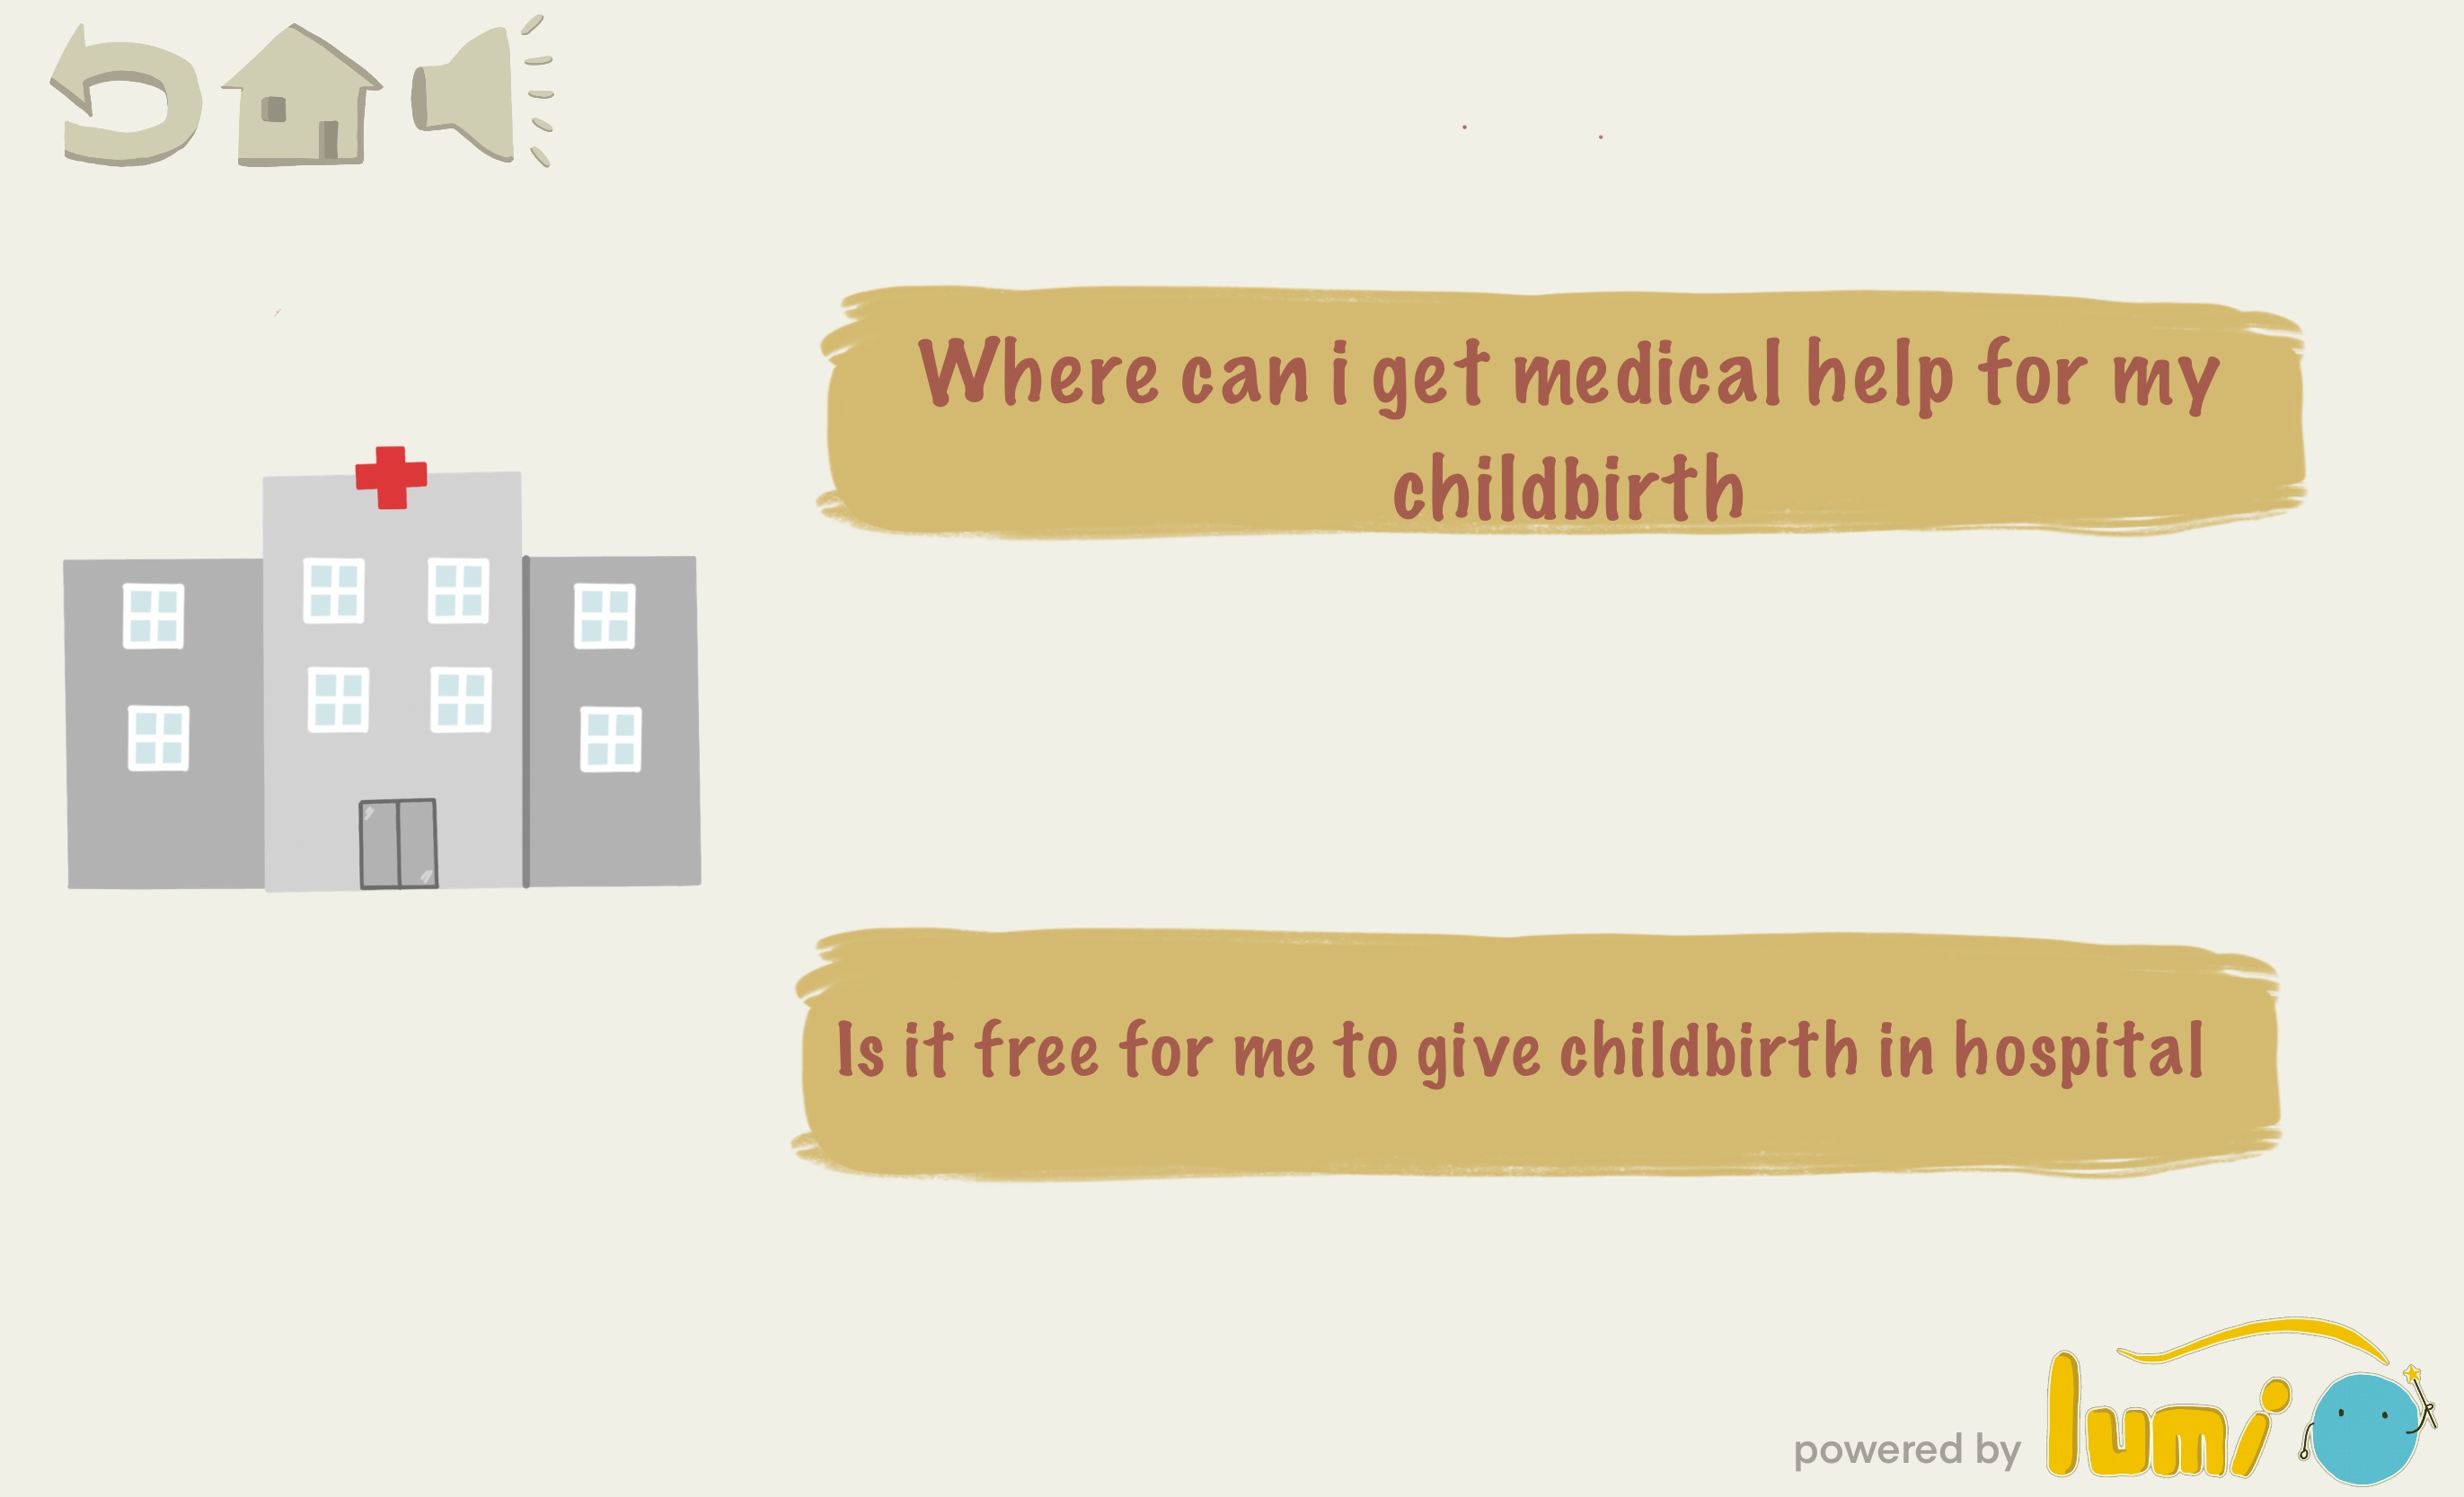 Where can i get medical help for my
childbirth
Is it free for me to give childbirth in hospital
powered by lumi